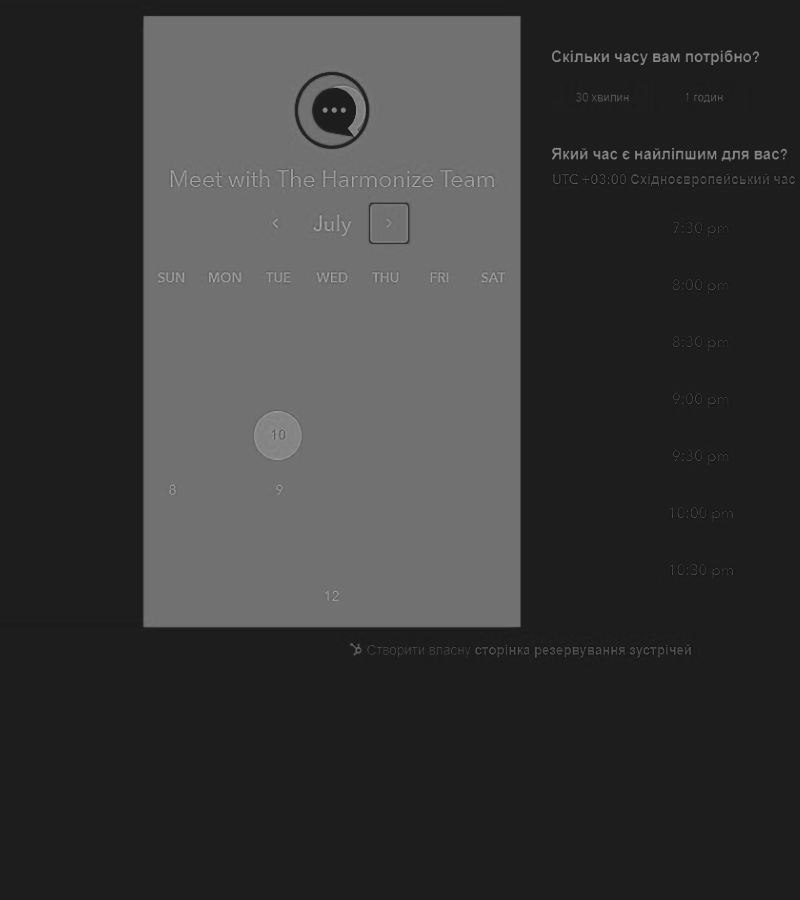 Meet with The Harmonize Team
July
SUN MON TUE WED THU FRI SAT
10
8 9
12
Скільки часу вам потрібно?
30 хвилин 1 годин
Який час є найліпшим для вас?
UTC +03:00 Східноєвропейський час
7:30 pm
8:00 pm
8:30 pm
9:00 pm
9:30 pm
10:00 pm
10:30 pm
Створити власну сторінка резервування зустрічей